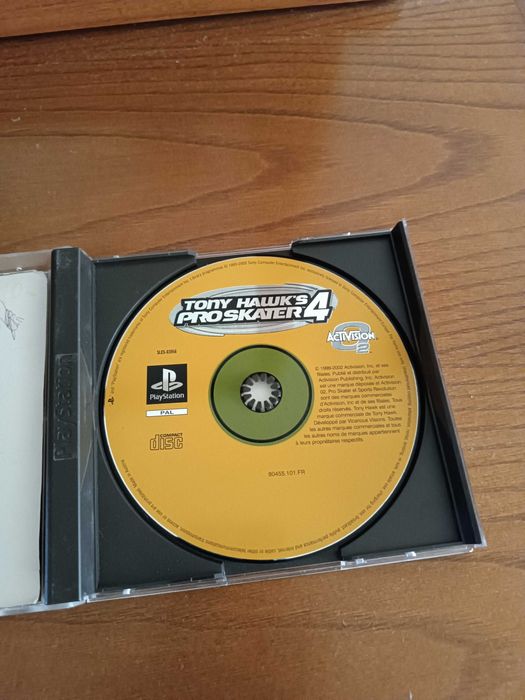 TONY HAWK'S
PRO SKATER 4
ACTIVISION
O2
SLES-03956
PlayStation
PAL
COMPACT
disc
© 1999-2002 Activision, Inc. et ses
filiales. Publié et distribué par
Activision Publishing, Inc. Activision
est une marque déposée et Activision
O2, Pro Skater et Sports Revolution
sont des marques commerciales
d'Activision, Inc et de ses filiales. Tous
droits réservés. Tony Hawk est une
marque commerciale de Tony Hawk.
Développé par Vicarious Visions. Toutes
les autres marques commerciales et tous
les autres noms de marques appartiennent
à leurs propriétaires respectifs.
80455.101.FR
PlayStation